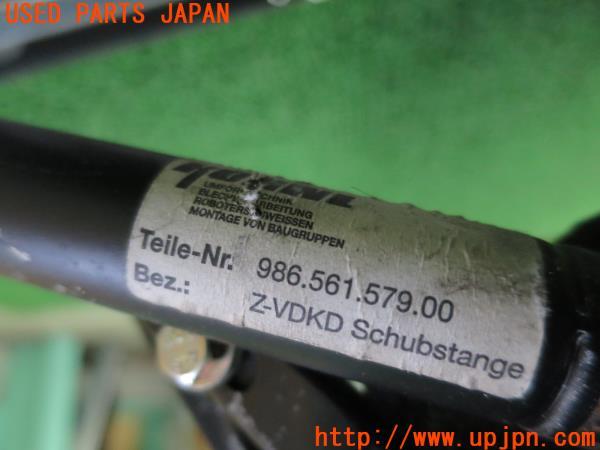 USED PARTS JAPAN
UMFORMTECHNIK
BLECHBEARBEITUNG
ROBOTERSCHWEISSEN
MONTAGE VON BAUGRUPPEN
Teile-Nr. 986.561.579.00
Bez.: Z-VDKD Schubstange
http://www.upjpn.com/